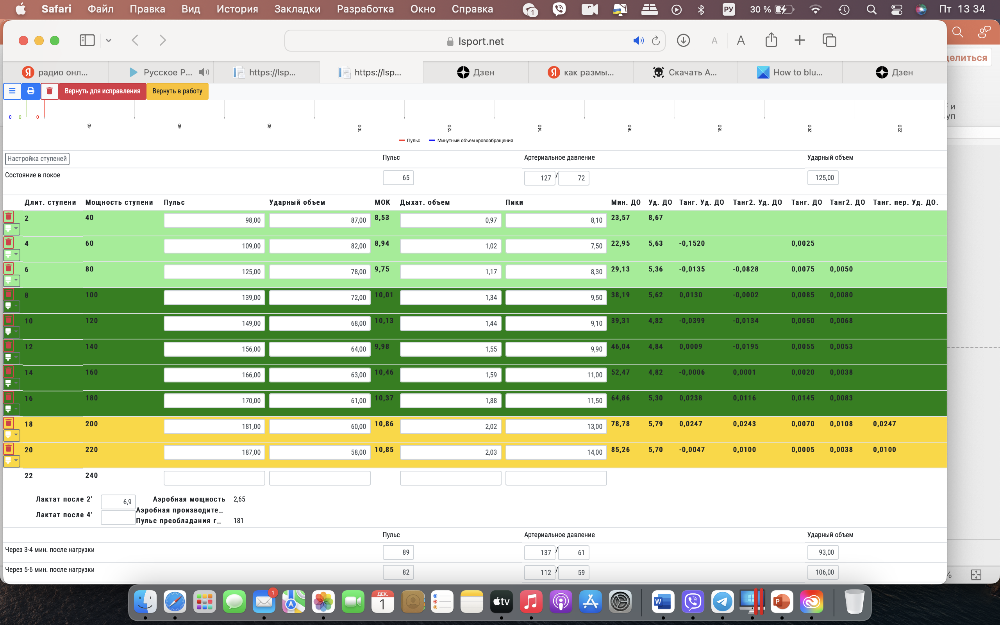 Safari Файл Правка Вид История Закладки Разработка Окно Справка 1 РУ 30 % Пт 13 34
lsport.net A A
делиться
Я радио онл... Русское Р... https://lsp... https://lsp... Дзен Я как размы... Скачать А... How to blu... Дзен
Вернуть для исправления Вернуть в работу
и
уп
0 0 0
40 60 80 100 120 140 160 180 200 220
Пульс Минутный объем кровообращения
Настройка ступеней Пульс Артериальное давление Ударный объем
Состояние в покое 65 127 / 72 125,00
Длит. ступени Мощность ступени Пульс Ударный объем МОК Дыхат. объем Пики Мин. ДО Уд. ДО Танг. Уд. ДО Танг2. Уд. ДО Танг. ДО Танг2. ДО Танг. пер. Уд. ДО.
2 40 98,00 87,00 8,53 0,97 8,10 23,57 8,67
4 60 109,00 82,00 8,94 1,02 7,50 22,95 5,63 -0,1520 0,0025
6 80 125,00 78,00 9,75 1,17 8,30 29,13 5,36 -0,0135 -0,0828 0,0075 0,0050
8 100 139,00 72,00 10,01 1,34 9,50 38,19 5,62 0,0130 -0,0002 0,0085 0,0080
10 120 149,00 68,00 10,13 1,44 9,10 39,31 4,82 -0,0399 -0,0134 0,0050 0,0068
12 140 156,00 64,00 9,98 1,55 9,90 46,04 4,84 0,0009 -0,0195 0,0055 0,0053
14 160 166,00 63,00 10,46 1,59 11,00 52,47 4,82 -0,0006 0,0001 0,0020 0,0038
16 180 170,00 61,00 10,37 1,88 11,50 64,86 5,30 0,0238 0,0116 0,0145 0,0083
18 200 181,00 60,00 10,86 2,02 13,00 78,78 5,79 0,0247 0,0243 0,0070 0,0108 0,0247
20 220 187,00 58,00 10,85 2,03 14,00 85,26 5,70 -0,0047 0,0100 0,0005 0,0038 0,0100
22 240
Лактат после 2' 6,9 Аэробная мощность 2,65
Аэробная производите...
Лактат после 4'
Пульс преобладания г... 181
Пульс Артериальное давление Ударный объем
Через 3-4 мин. после нагрузки 89 137 / 61 93,00
Через 5-6 мин. после нагрузки 82 112 / 59 106,00
%
1 ДЕК. 1 tv W P